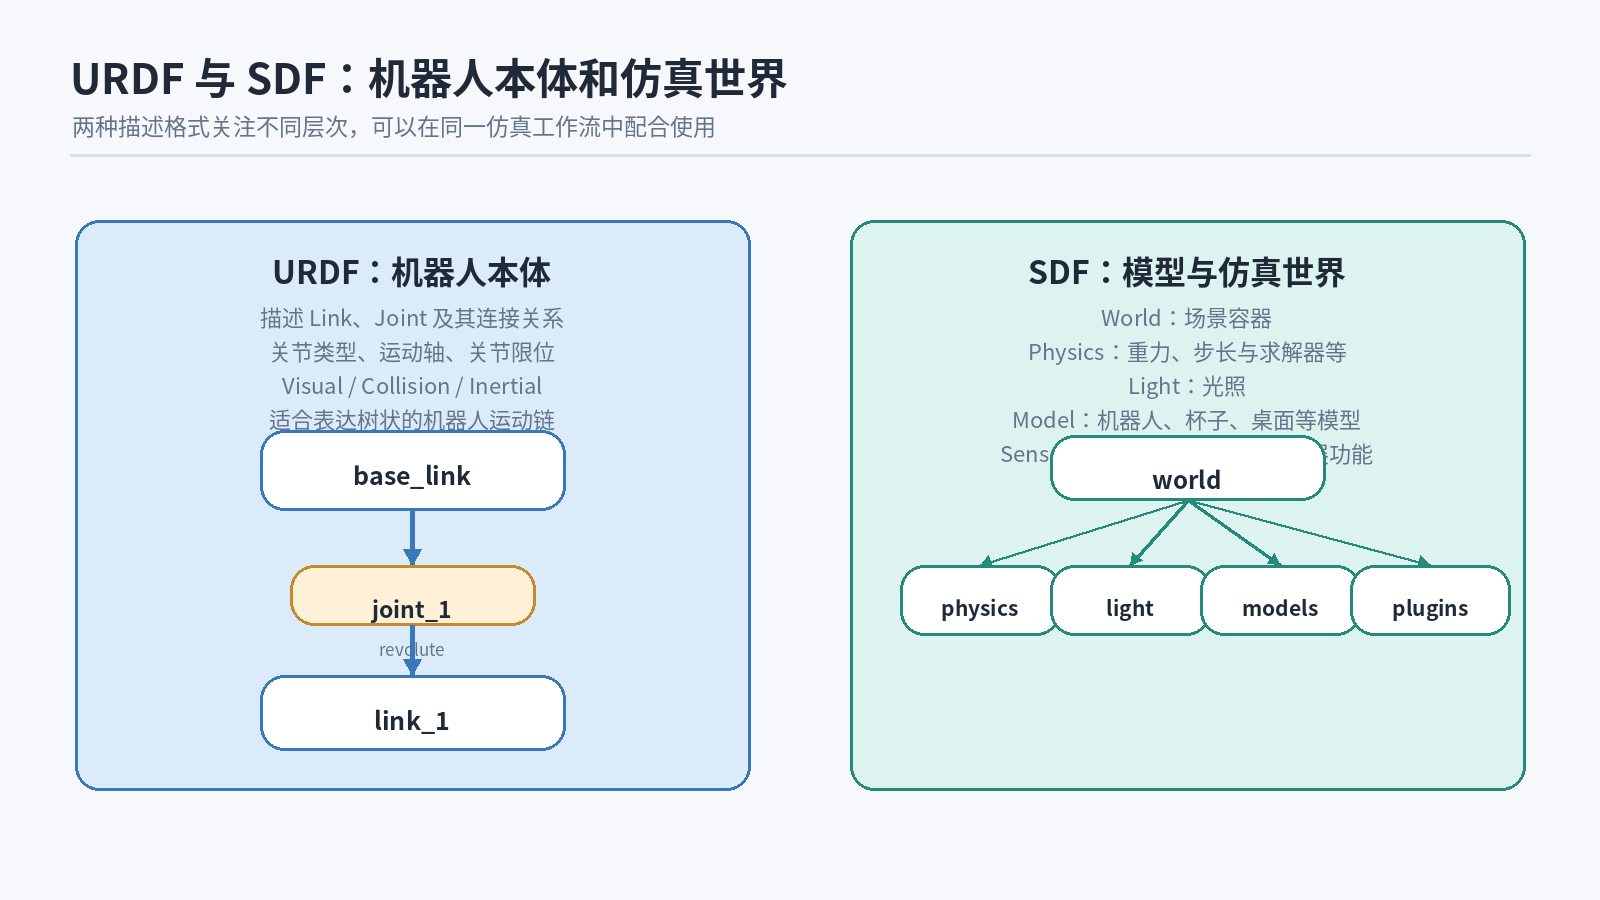 URDF 与 SDF：机器人本体和仿真世界
两种描述格式关注不同层次，可以在同一仿真工作流中配合使用
URDF：机器人本体
描述 Link、Joint 及其连接关系
关节类型、运动轴、关节限位
Visual / Collision / Inertial
适合表达树状的机器人运动链
base_link
joint_1
revolute
link_1
SDF：模型与仿真世界
World：场景容器
Physics：重力、步长与求解器等
Light：光照
Model：机器人、杯子、桌面等模型
Sens 功能
world
physics
light
models
plugins